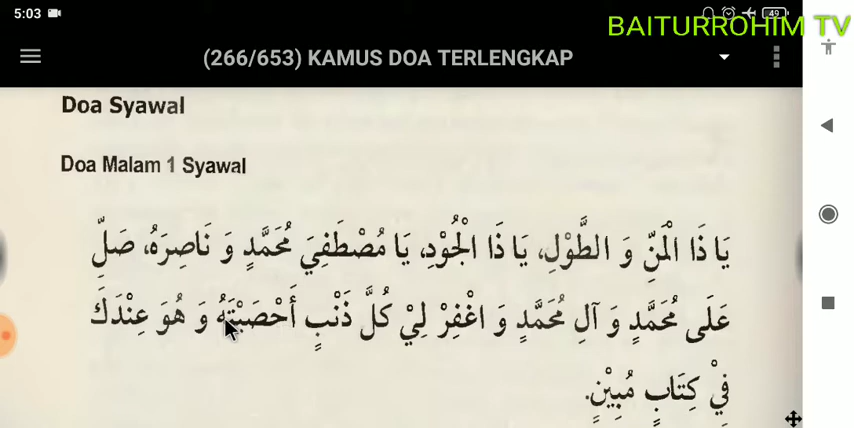 5:03
49
BAITURROHIM TV
(266/653) KAMUS DOA TERLENGKAP
Doa Syawal
Doa Malam 1 Syawal
يَا ذَا الْمَنِّ وَ الطَّوْلِ، يَا ذَا الْجُوْدِ، يَا مُصْطَفِيَ مُحَمَّدٍ وَ نَاصِرَهُ، صَلِّ
عَلَى مُحَمَّدٍ وَ آلِ مُحَمَّدٍ وَ اغْفِرْ لِيْ كُلَّ ذَنْبٍ أَحْصَيْتَهُ وَ هُوَ عِنْدَكَ
فِيْ كِتَابٍ مُبِيْنٍ.